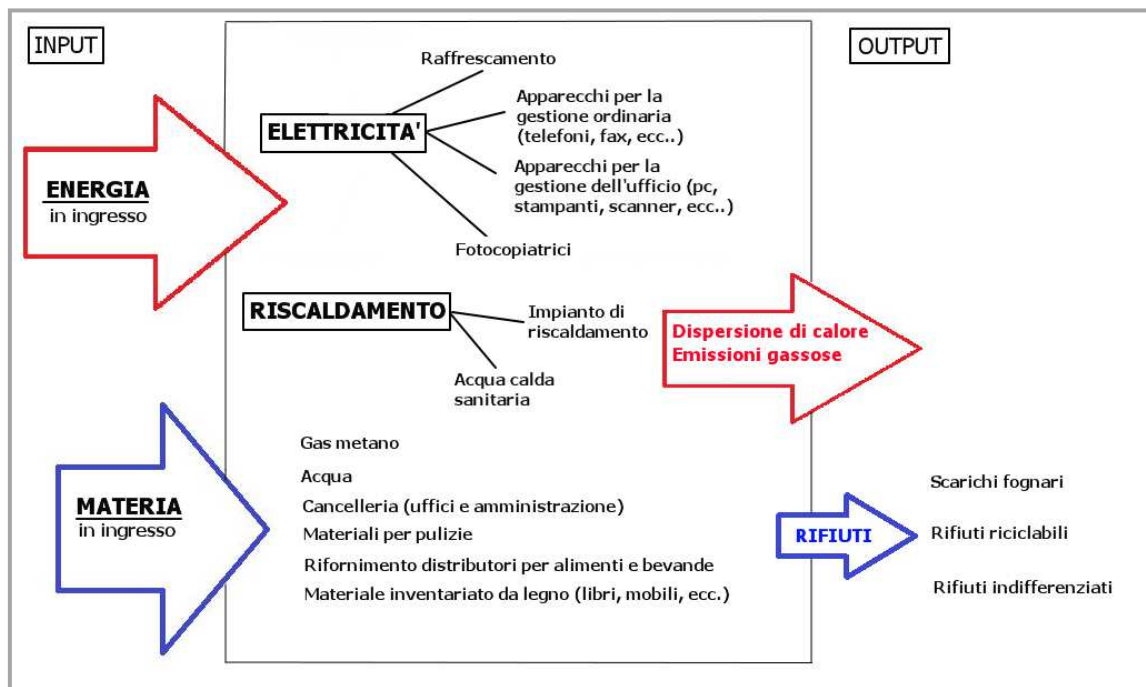 INPUT
OUTPUT
ENERGIA
in ingresso
ELETTRICITA'
Raffrescamento
Apparecchi per la
gestione ordinaria
(telefoni, fax, ecc..)
Apparecchi per la
gestione dell'ufficio (pc,
stampanti, scanner, ecc..)
Fotocopiatrici
RISCALDAMENTO
Impianto di
riscaldamento
Acqua calda
sanitaria
Dispersione di calore
Emissioni gassose
MATERIA
in ingresso
Gas metano
Acqua
Cancelleria (uffici e amministrazione)
Materiali per pulizie
Rifornimento distributori per alimenti e bevande
Materiale inventariato da legno (libri, mobili, ecc.)
RIFIUTI
Scarichi fognari
Rifiuti riciclabili
Rifiuti indifferenziati